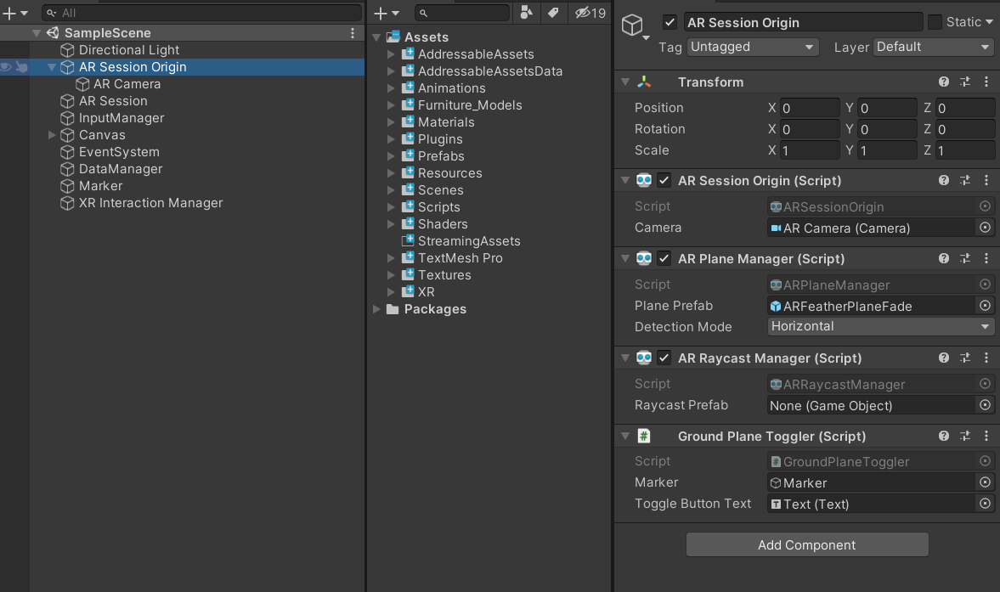 All
SampleScene
Directional Light
AR Session Origin
AR Camera
AR Session
InputManager
Canvas
EventSystem
DataManager
Marker
XR Interaction Manager
19
Assets
AddressableAssets
AddressableAssetsData
Animations
Furniture_Models
Materials
Plugins
Prefabs
Resources
Scenes
Scripts
Shaders
StreamingAssets
TextMesh Pro
Textures
XR
Packages
AR Session Origin Static
Tag Untagged Layer Default
Transform
Position X 0 Y 0 Z 0
Rotation X 0 Y 0 Z 0
Scale X 1 Y 1 Z 1
AR Session Origin (Script)
Script ARSessionOrigin
Camera AR Camera (Camera)
AR Plane Manager (Script)
Script ARPlaneManager
Plane Prefab ARFeatherPlaneFade
Detection Mode Horizontal
AR Raycast Manager (Script)
Script ARRaycastManager
Raycast Prefab None (Game Object)
# Ground Plane Toggler (Script)
Script # GroundPlaneToggler
Marker Marker
Toggle Button Text T Text (Text)
Add Component